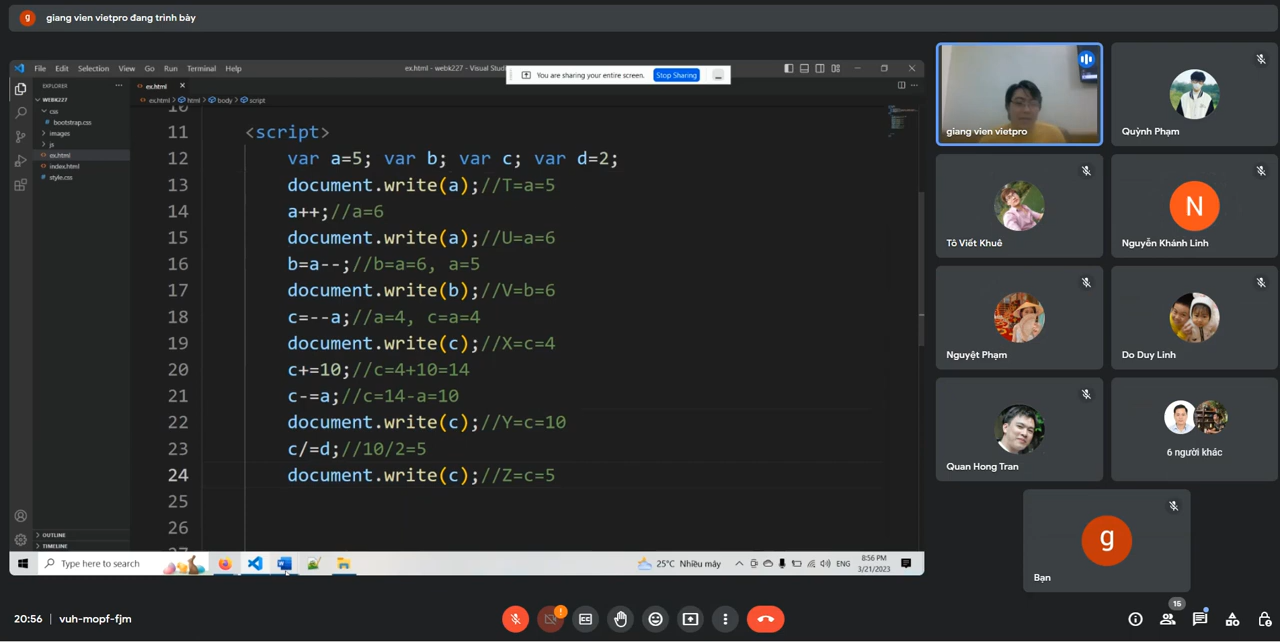 g giang vien vietpro đang trình bày
File Edit Selection View Go Run Terminal Help
ex.html - webk227 - Visual Stud
You are sharing your entire screen. Stop Sharing
EXPLORER
ex.html
ex.html > html > body > script
WEBK227
css
bootstrap.css
images
js
ex.html
index.html
style.css
OUTLINE
TIMELINE
10
11 <script>
12 var a=5; var b; var c; var d=2;
13 document.write(a);//T=a=5
14 a++;//a=6
15 document.write(a);//U=a=6
16 b=a--;//b=a=6, a=5
17 document.write(b);//V=b=6
18 c=--a;//a=4, c=a=4
19 document.write(c);//X=c=4
20 c+=10;//c=4+10=14
21 c-=a;//c=14-a=10
22 document.write(c);//Y=c=10
23 c/=d;//10/2=5
24 document.write(c);//Z=c=5
25
26
27
Type here to search
25°C Nhiều mây
ENG
8:56 PM
3/21/2023
giang vien vietpro
Quỳnh Phạm
Tô Viết Khuê
N
Nguyễn Khánh Linh
Nguyệt Phạm
Do Duy Linh
Quan Hong Tran
6 người khác
g
Bạn
20:56 vuh-mopf-fjm
15